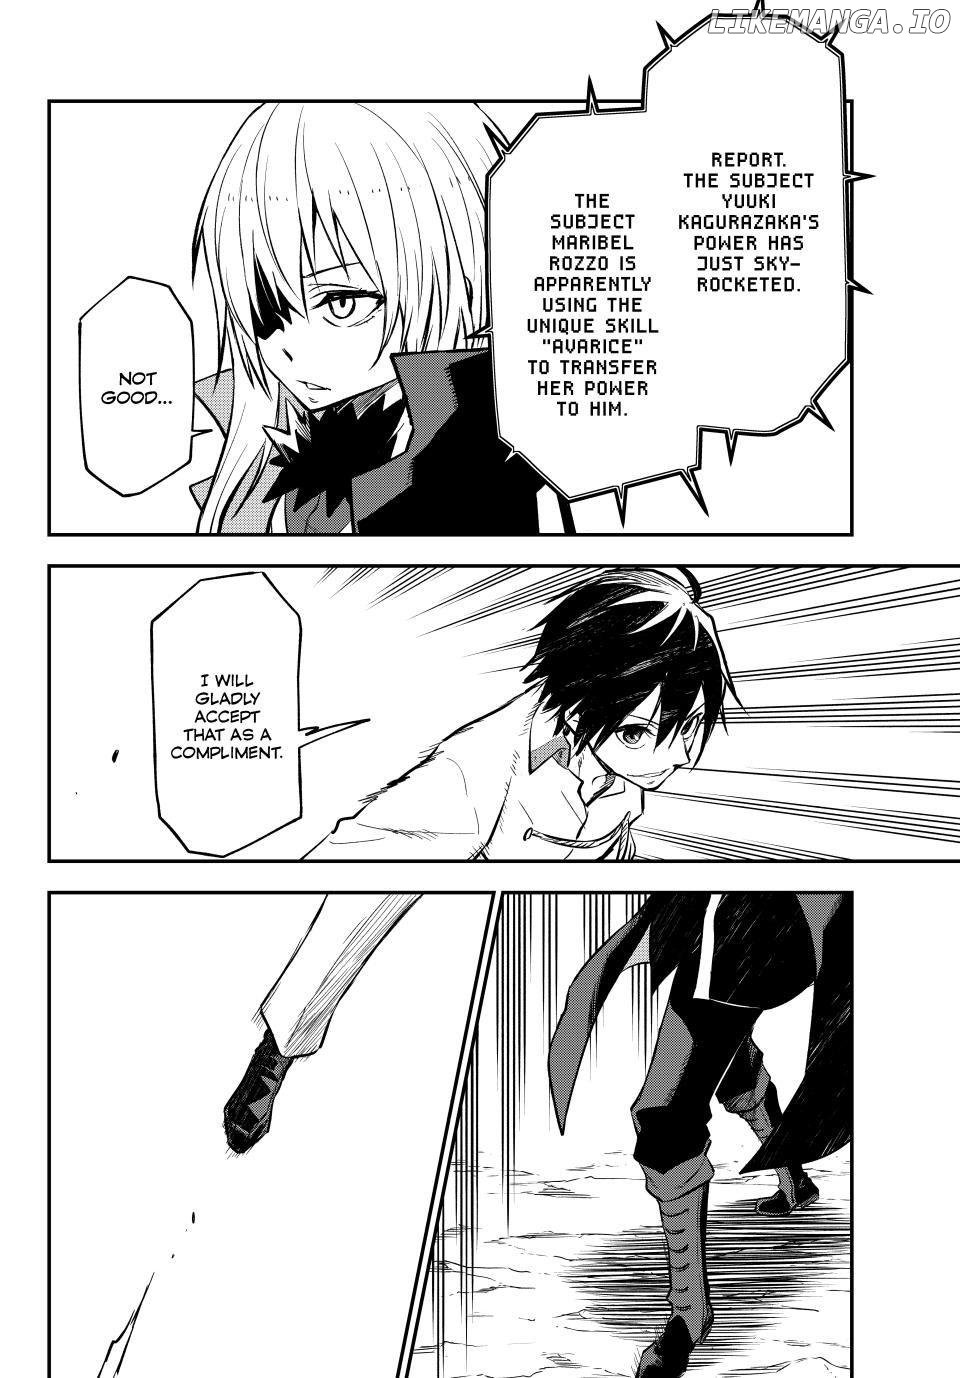 LIKEMANGA.IO
REPORT.
THE SUBJECT
YUUKI
KAGURAZAKA'S
POWER HAS
JUST SKY-
ROCKETED.
THE
SUBJECT
MARIBEL
ROZZO IS
APPARENTLY
USING THE
UNIQUE SKILL
"AVARICE"
TO TRANSFER
HER POWER
TO HIM.
NOT
GOOD...
I WILL
GLADLY
ACCEPT
THAT AS A
COMPLIMENT.